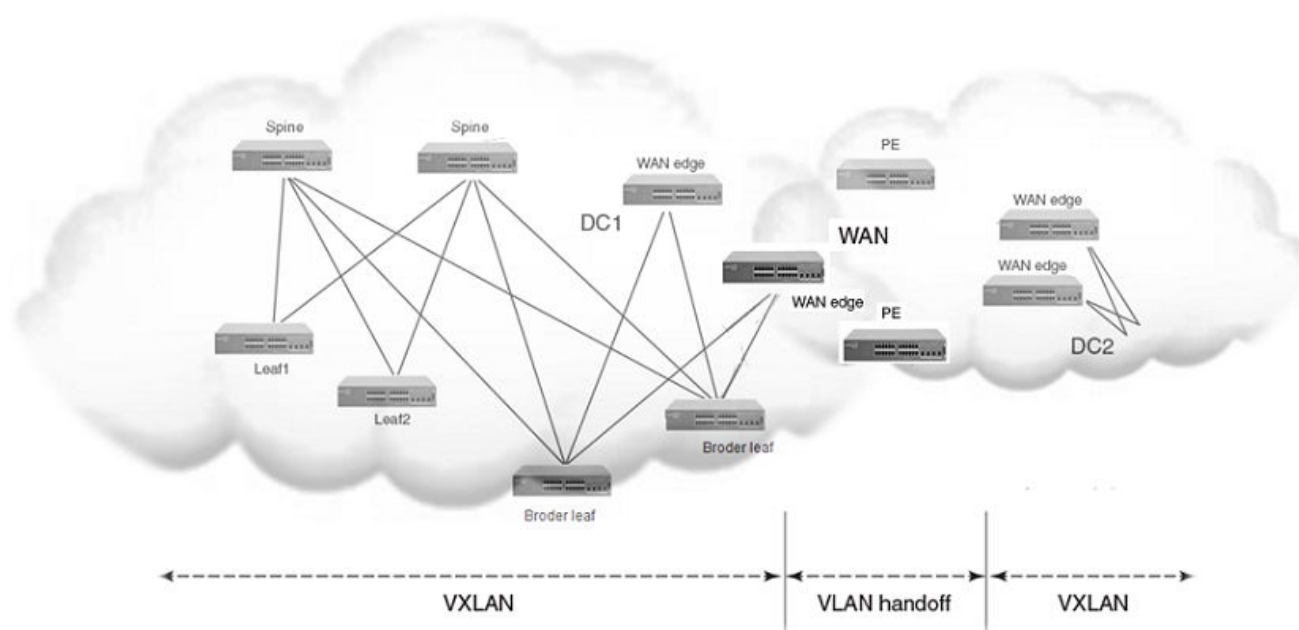 Spine
Spine
WAN edge
PE
DC1
WAN edge
WAN
WAN edge
WAN edge
PE
DC2
Leaf1
Leaf2
Broder leaf
Broder leaf
VXLAN
VLAN handoff
VXLAN